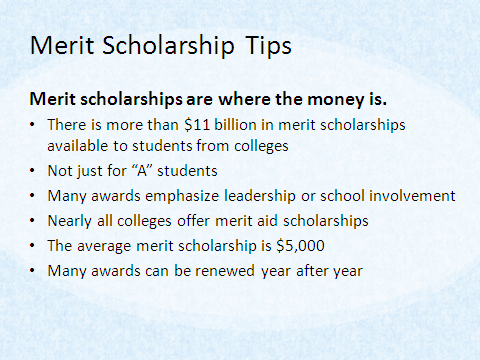 Merit Scholarship Tips
Merit scholarships are where the money is.
• There is more than $11 billion in merit scholarships
available to students from colleges
• Not just for “A” students
• Many awards emphasize leadership or school involvement
• Nearly all colleges offer merit aid scholarships
• The average merit scholarship is $5,000
• Many awards can be renewed year after year